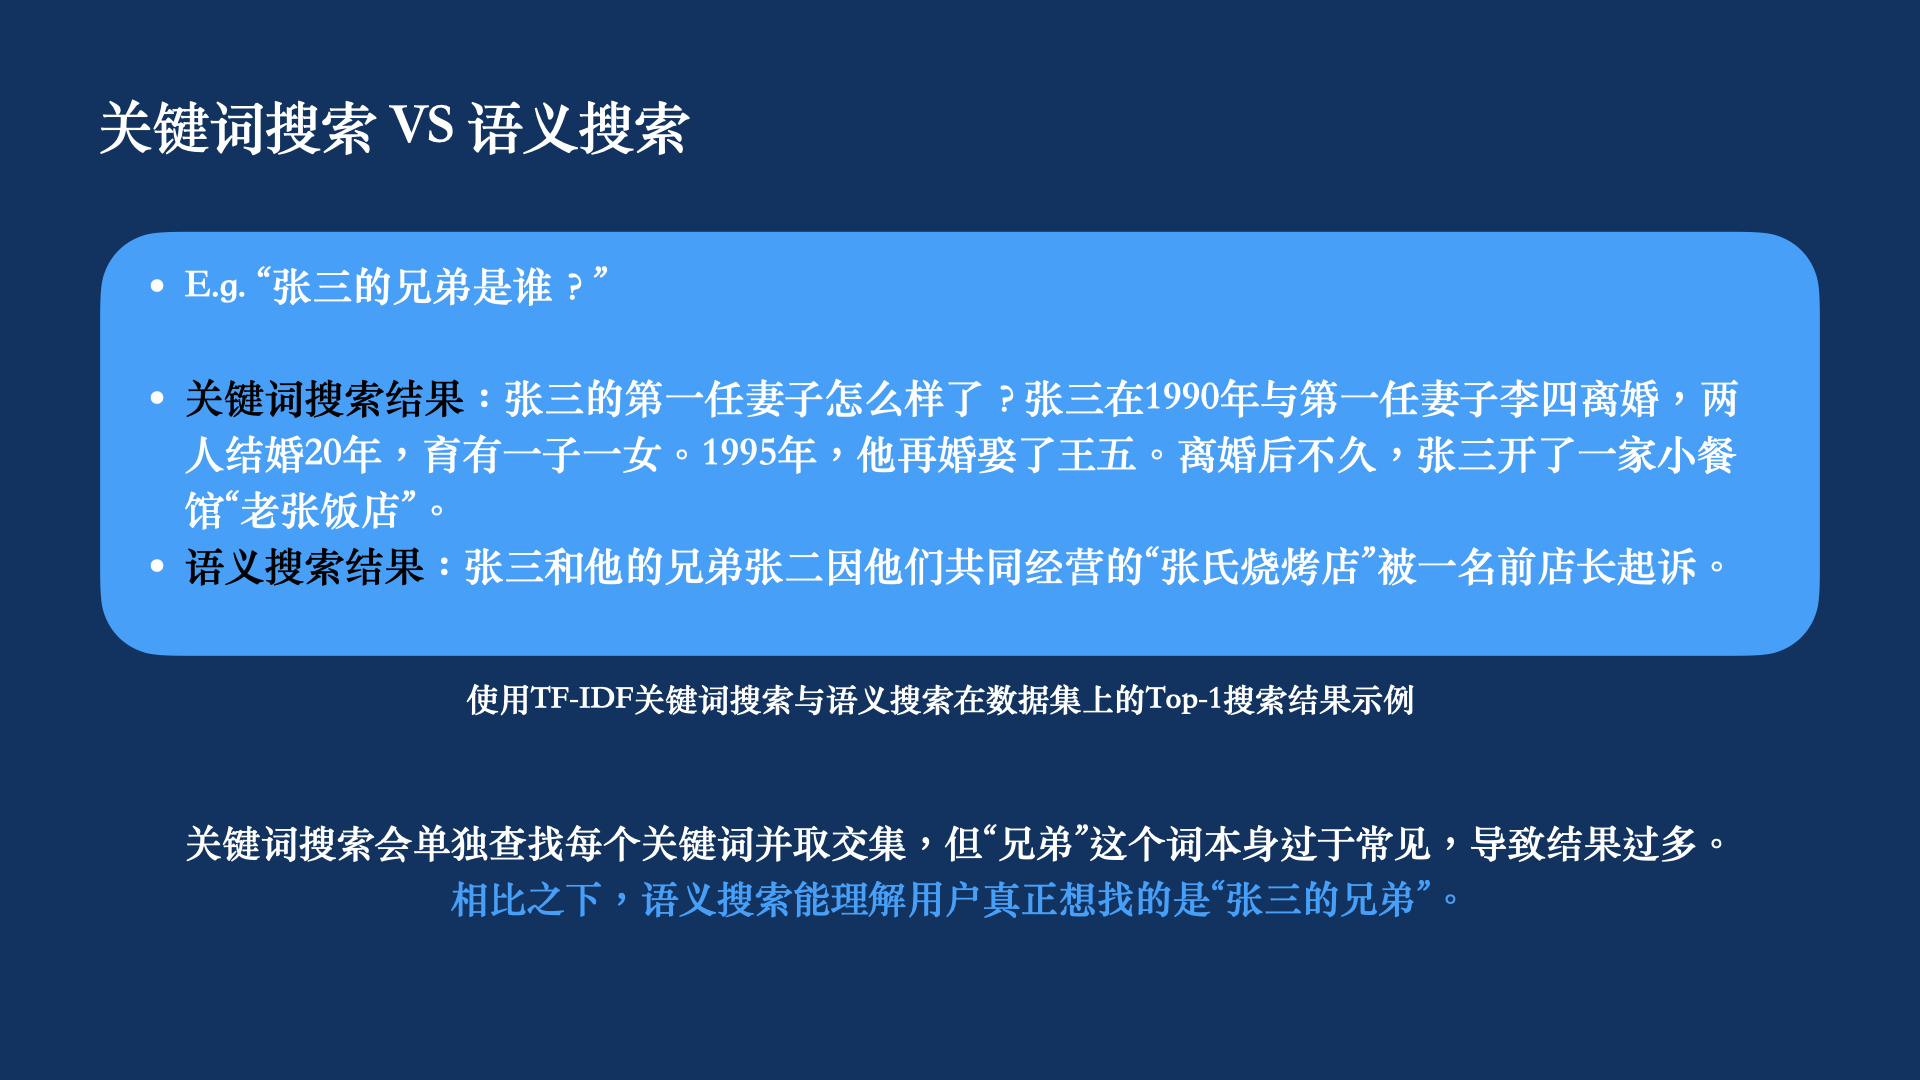 关键词搜索 VS 语义搜索
• E.g. “张三的兄弟是谁？”
• 关键词搜索结果：张三的第一任妻子怎么样了？张三在1990年与第一任妻子李四离婚，两
人结婚20年，育有一子一女。1995年，他再婚娶了王五。离婚后不久，张三开了一家小餐
馆“老张饭店”。
• 语义搜索结果：张三和他的兄弟张二因他们共同经营的“张氏烧烤店”被一名前店长起诉。
使用TF-IDF关键词搜索与语义搜索在数据集上的Top-1搜索结果示例
关键词搜索会单独查找每个关键词并取交集，但“兄弟”这个词本身过于常见，导致结果过多。
相比之下，语义搜索能理解用户真正想找的是“张三的兄弟”。